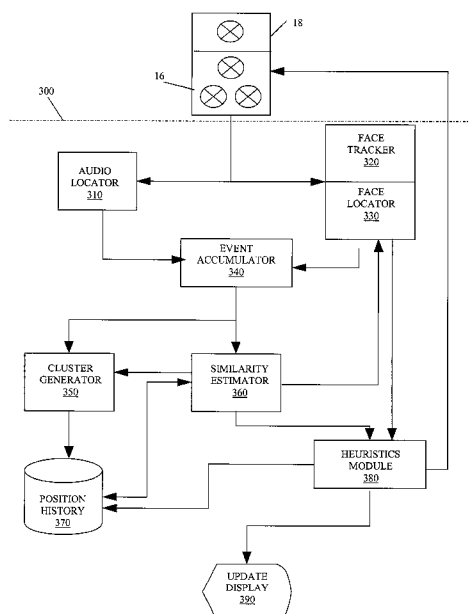 18
16
300
FACE
TRACKER
320
AUDIO
LOCATOR
310
FACE
LOCATOR
330
EVENT
ACCUMULATOR
340
CLUSTER
GENERATOR
350
SIMILARITY
ESTIMATOR
360
HEURISTICS
MODULE
380
POSITION
HISTORY
370
UPDATE
DISPLAY
390